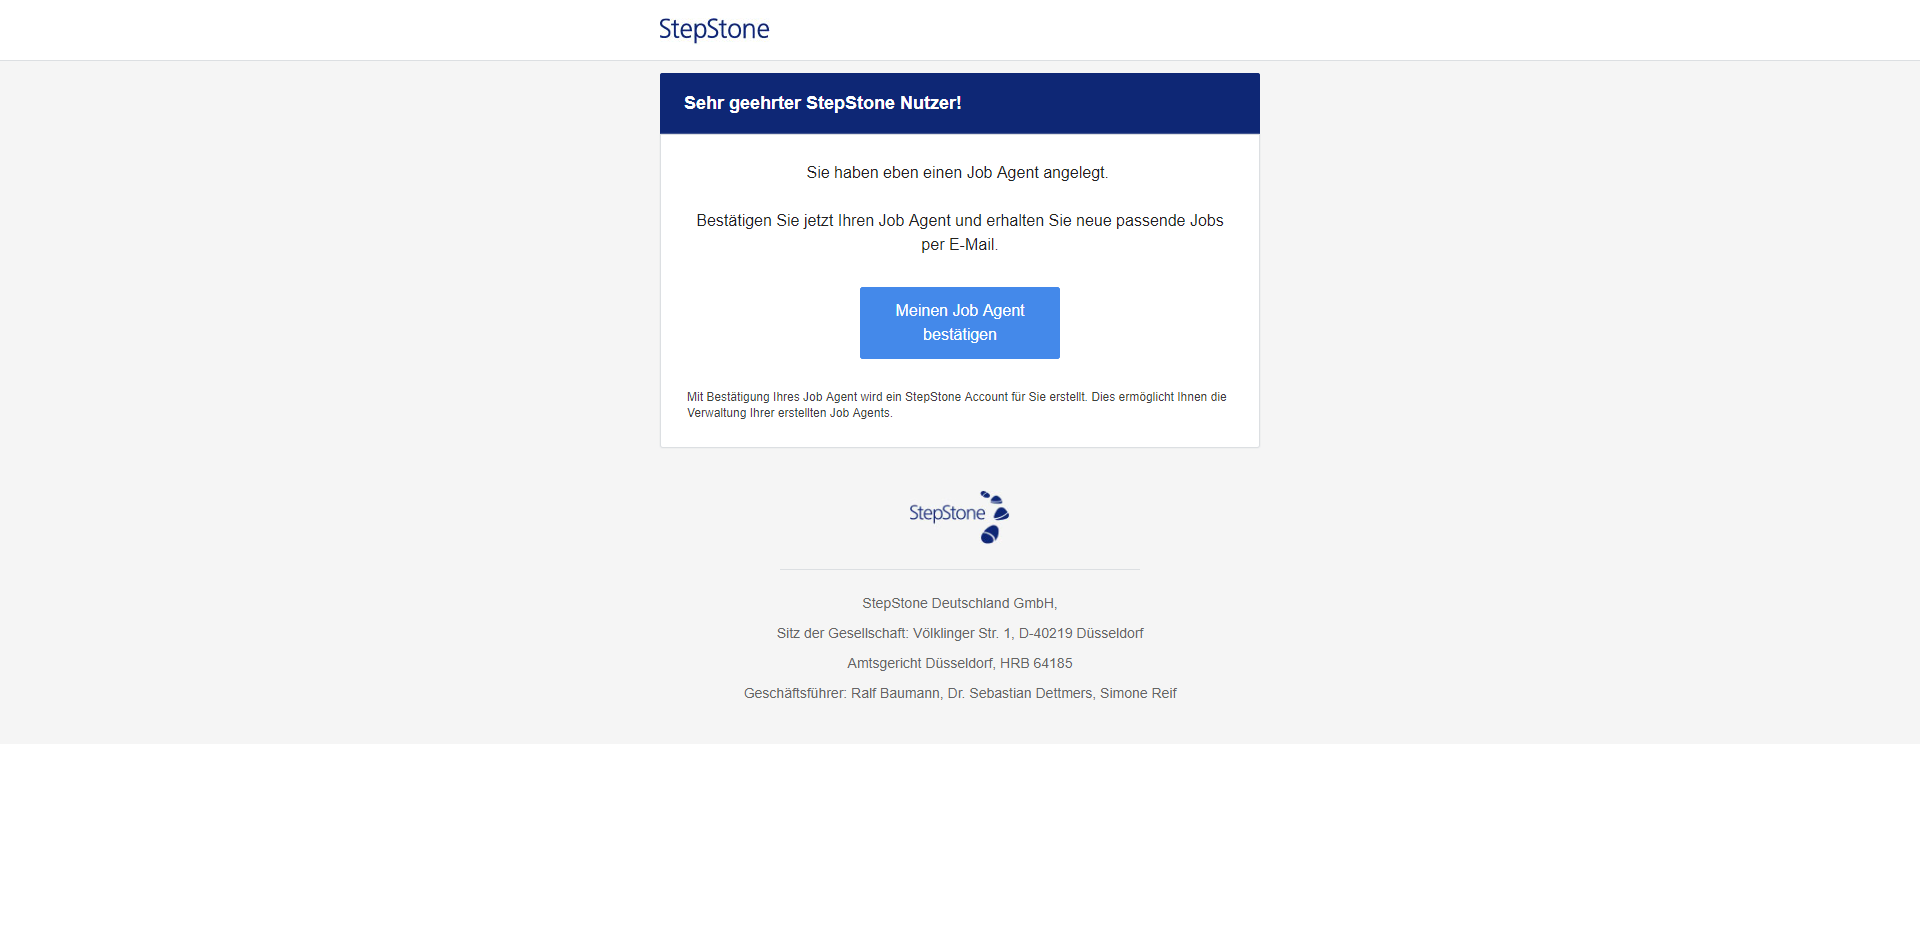 StepStone
Sehr geehrter StepStone Nutzer!
Sie haben eben einen Job Agent angelegt.
Bestätigen Sie jetzt Ihren Job Agent und erhalten Sie neue passende Jobs
per E-Mail.
Meinen Job Agent
bestätigen
Mit Bestätigung Ihres Job Agent wird ein StepStone Account für Sie erstellt. Dies ermöglicht Ihnen die
Verwaltung Ihrer erstellten Job Agents.
StepStone
StepStone Deutschland GmbH,
Sitz der Gesellschaft: Völklinger Str. 1, D-40219 Düsseldorf
Amtsgericht Düsseldorf, HRB 64185
Geschäftsführer: Ralf Baumann, Dr. Sebastian Dettmers, Simone Reif